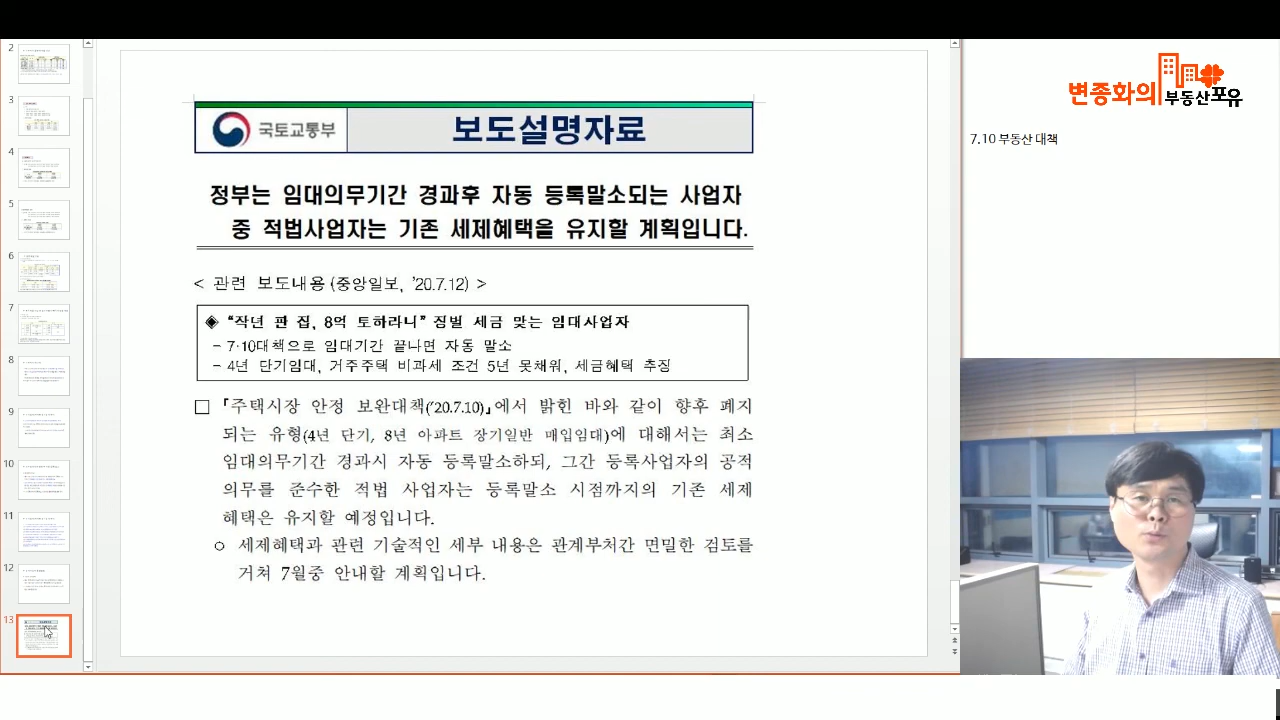 변종화의 부동산포유
7.10 부동산 대책
국토교통부
보도설명자료
정부는 임대의무기간 경과후 자동 등록말소되는 사업자
중 적법사업자는 기존 세제혜택을 유지할 계획입니다.
< 관련 보도내용(중앙일보, '20.7.12) >
◈ “작년 판 집, 8억 토하라니” 징벌 세금 맞는 임대사업자
- 7·10대책으로 임대기간 끝나면 자동 말소
- 4년 단기임대, 거주주택 비과세 조건 5년 못채워, 세금혜택 추징
□ 『주택시장 안정 보완대책('20.7.10)』에서 밝힌 바와 같이 향후 폐지
되는 유형(4년 단기, 8년 아파트 장기일반 매입임대)에 대해서는 최소
임대의무기간 경과시 자동 등록말소하되, 그간 등록사업자의 공적
의무를 준수한 적법 사업자는 등록말소 시점까지의 기존 세제
혜택은 유지할 예정입니다.
○ 세제혜택과 관련 기술적인 세부 내용은 관계부처간 면밀한 검토를
거쳐 7월중 안내할 계획입니다.
2
3
4
5
6
7
8
9
10
11
12
13